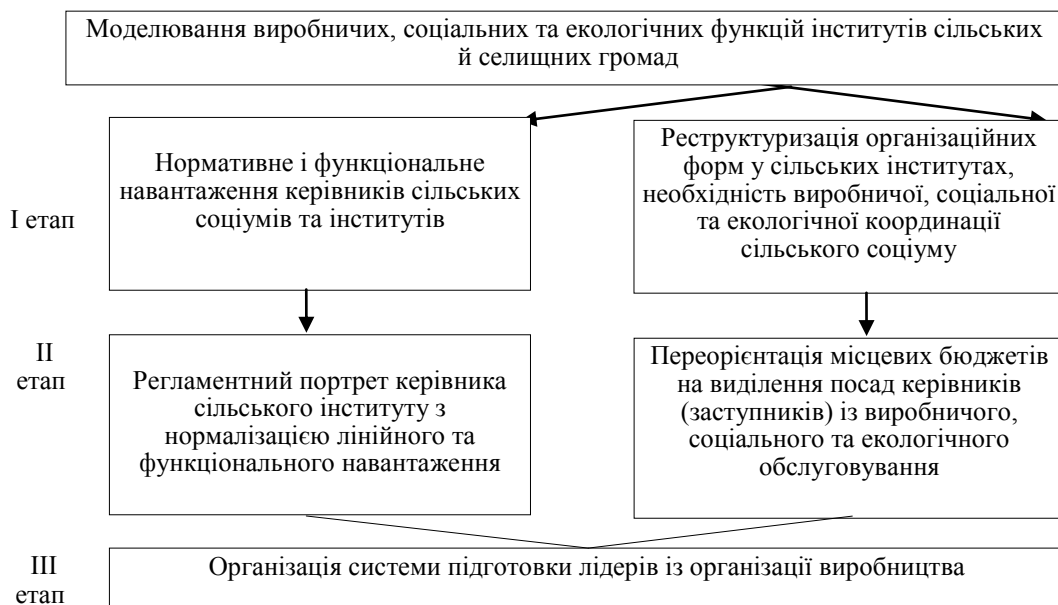 Моделювання виробничих, соціальних та екологічних функцій інститутів сільських
й селищних громад
І етап
Нормативне і функціональне
навантаження керівників сільських
соціумів та інститутів
Реструктуризація організаційних
форм у сільських інститутах,
необхідність виробничої, соціальної
та екологічної координації
сільського соціуму
ІІ
етап
Регламентний портрет керівника
сільського інституту з
нормалізацією лінійного та
функціонального навантаження
Переорієнтація місцевих бюджетів
на виділення посад керівників
(заступників) із виробничого,
соціального та екологічного
обслуговування
ІІІ
етап
Організація системи підготовки лідерів із організації виробництва